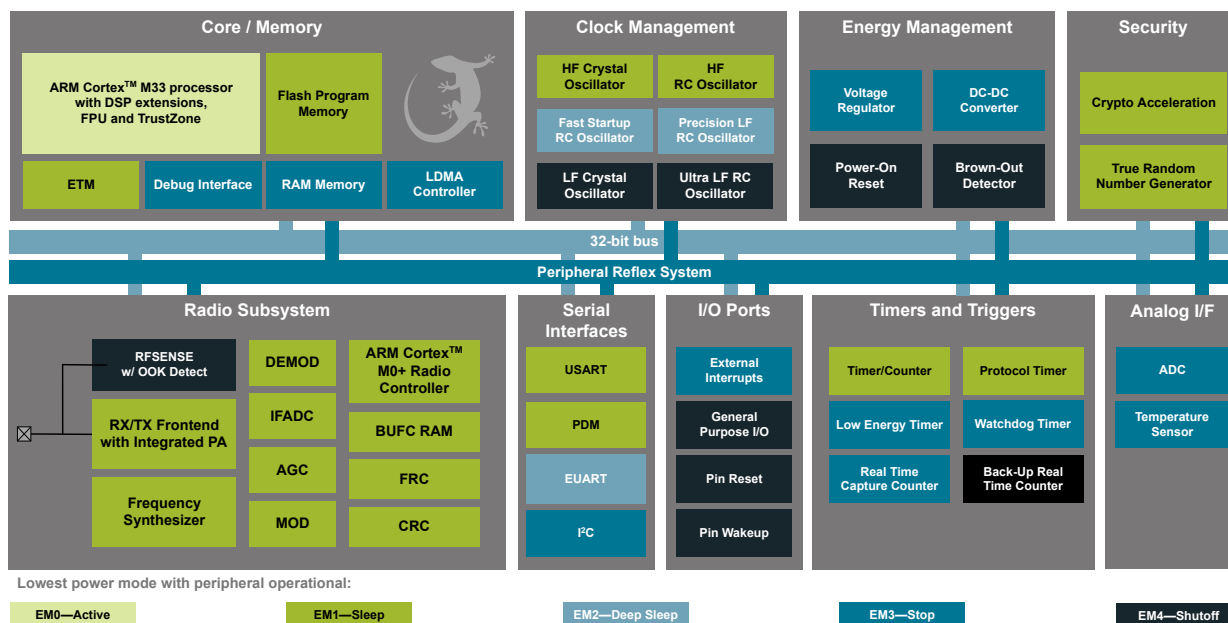 Core / Memory
ARM Cortex™ M33 processor
with DSP extensions,
FPU and TrustZone
Flash Program
Memory
ETM
Debug Interface
RAM Memory
LDMA
Controller
Clock Management
HF Crystal
Oscillator
HF
RC Oscillator
Fast Startup
RC Oscillator
Precision LF
RC Oscillator
LF Crystal
Oscillator
Ultra LF RC
Oscillator
Energy Management
Voltage
Regulator
DC-DC
Converter
Power-On
Reset
Brown-Out
Detector
Security
Crypto Acceleration
True Random
Number Generator
32-bit bus
Peripheral Reflex System
Radio Subsystem
RFSENSE
w/ OOK Detect
RX/TX Frontend
with Integrated PA
Frequency
Synthesizer
DEMOD
IFADC
AGC
MOD
ARM Cortex™
M0+ Radio
Controller
BUFC RAM
FRC
CRC
Serial
Interfaces
USART
PDM
EUART
I²C
I/O Ports
External
Interrupts
General
Purpose I/O
Pin Reset
Pin Wakeup
Timers and Triggers
Timer/Counter
Protocol Timer
Low Energy Timer
Watchdog Timer
Real Time
Capture Counter
Back-Up Real
Time Counter
Analog I/F
ADC
Temperature
Sensor
Lowest power mode with peripheral operational:
EM0—Active
EM1—Sleep
EM2—Deep Sleep
EM3—Stop
EM4—Shutoff